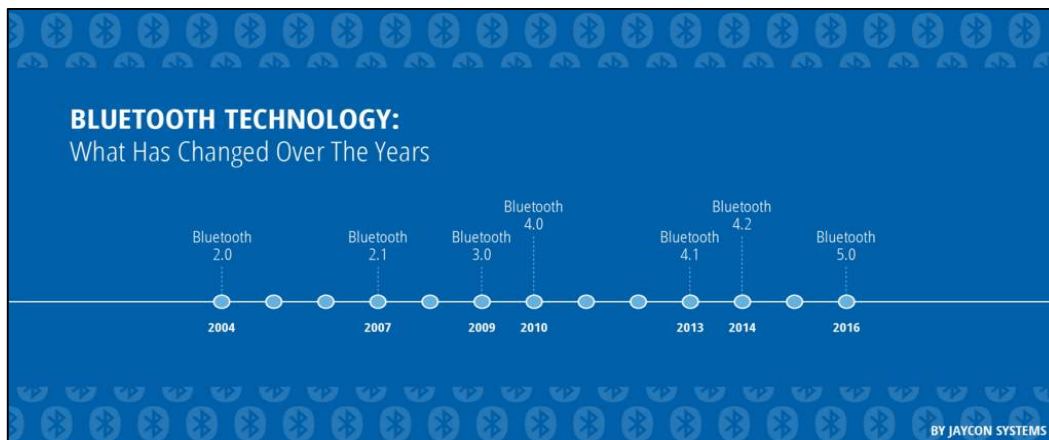 BLUETOOTH TECHNOLOGY:
What Has Changed Over The Years
Bluetooth
2.0
Bluetooth
2.1
Bluetooth
3.0
Bluetooth
4.0
Bluetooth
4.1
Bluetooth
4.2
Bluetooth
5.0
2004
2007
2009
2010
2013
2014
2016
BY JAYCON SYSTEMS